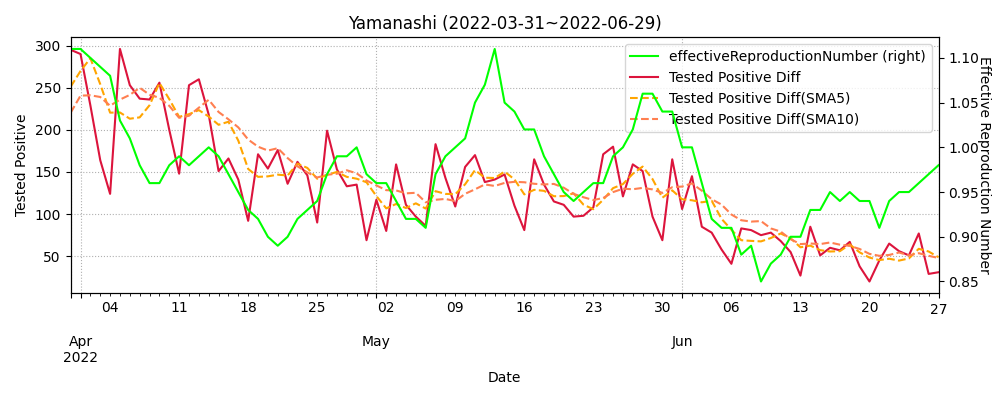 Yamanashi (2022-03-31~2022-06-29)
effectiveReproductionNumber (right)
Tested Positive Diff
Tested Positive Diff(SMA5)
Tested Positive Diff(SMA10)
Tested Positive
300
250
200
150
100
50
Effective Reproduction Number
1.10
1.05
1.00
0.95
0.90
0.85
04 11 18 25 02 09 16 23 30 06 13 20 27
Apr May Jun
2022
Date